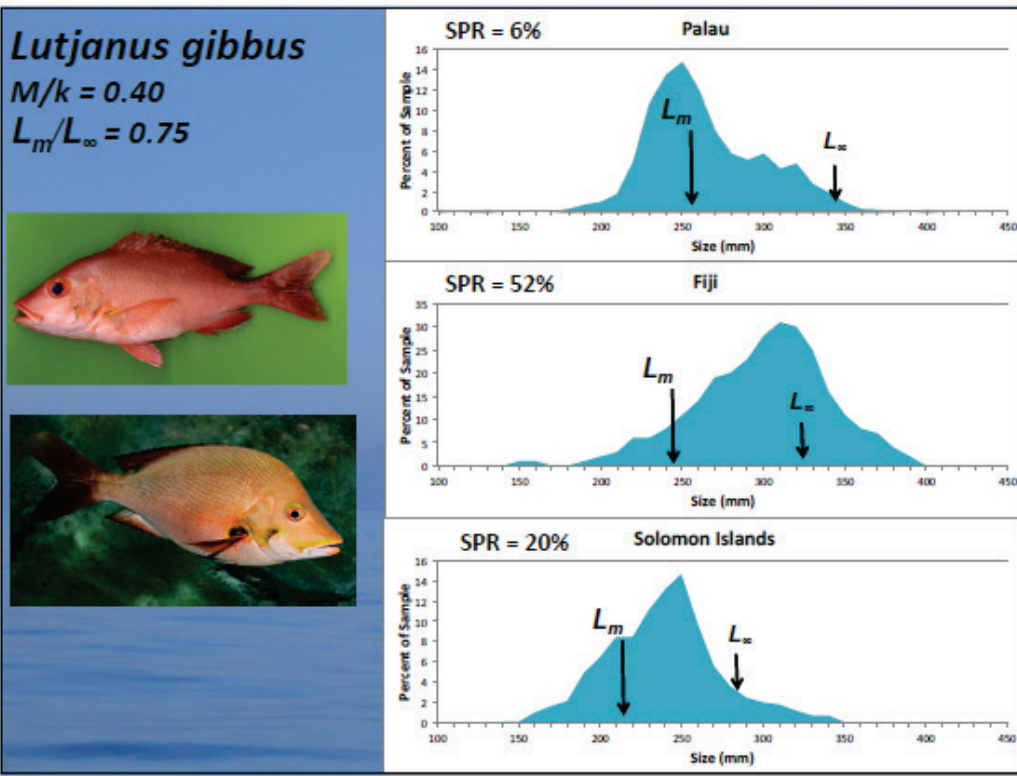 Lutjanus gibbus
M/k = 0.40
Lm/L∞ = 0.75
SPR = 6%
Palau
Percent of Sample
16
14
12
10
8
6
4
2
0
Lm
L∞
100 150 200 250 300 350 400 450
Size (mm)
SPR = 52%
Fiji
Percent of Sample
35
30
25
20
15
10
5
0
Lm
L∞
100 150 200 250 300 350 400 450
Size (mm)
SPR = 20%
Solomon Islands
Percent of Sample
16
14
12
10
8
6
4
2
0
Lm
L∞
100 150 200 250 300 350 400 450
Size (mm)